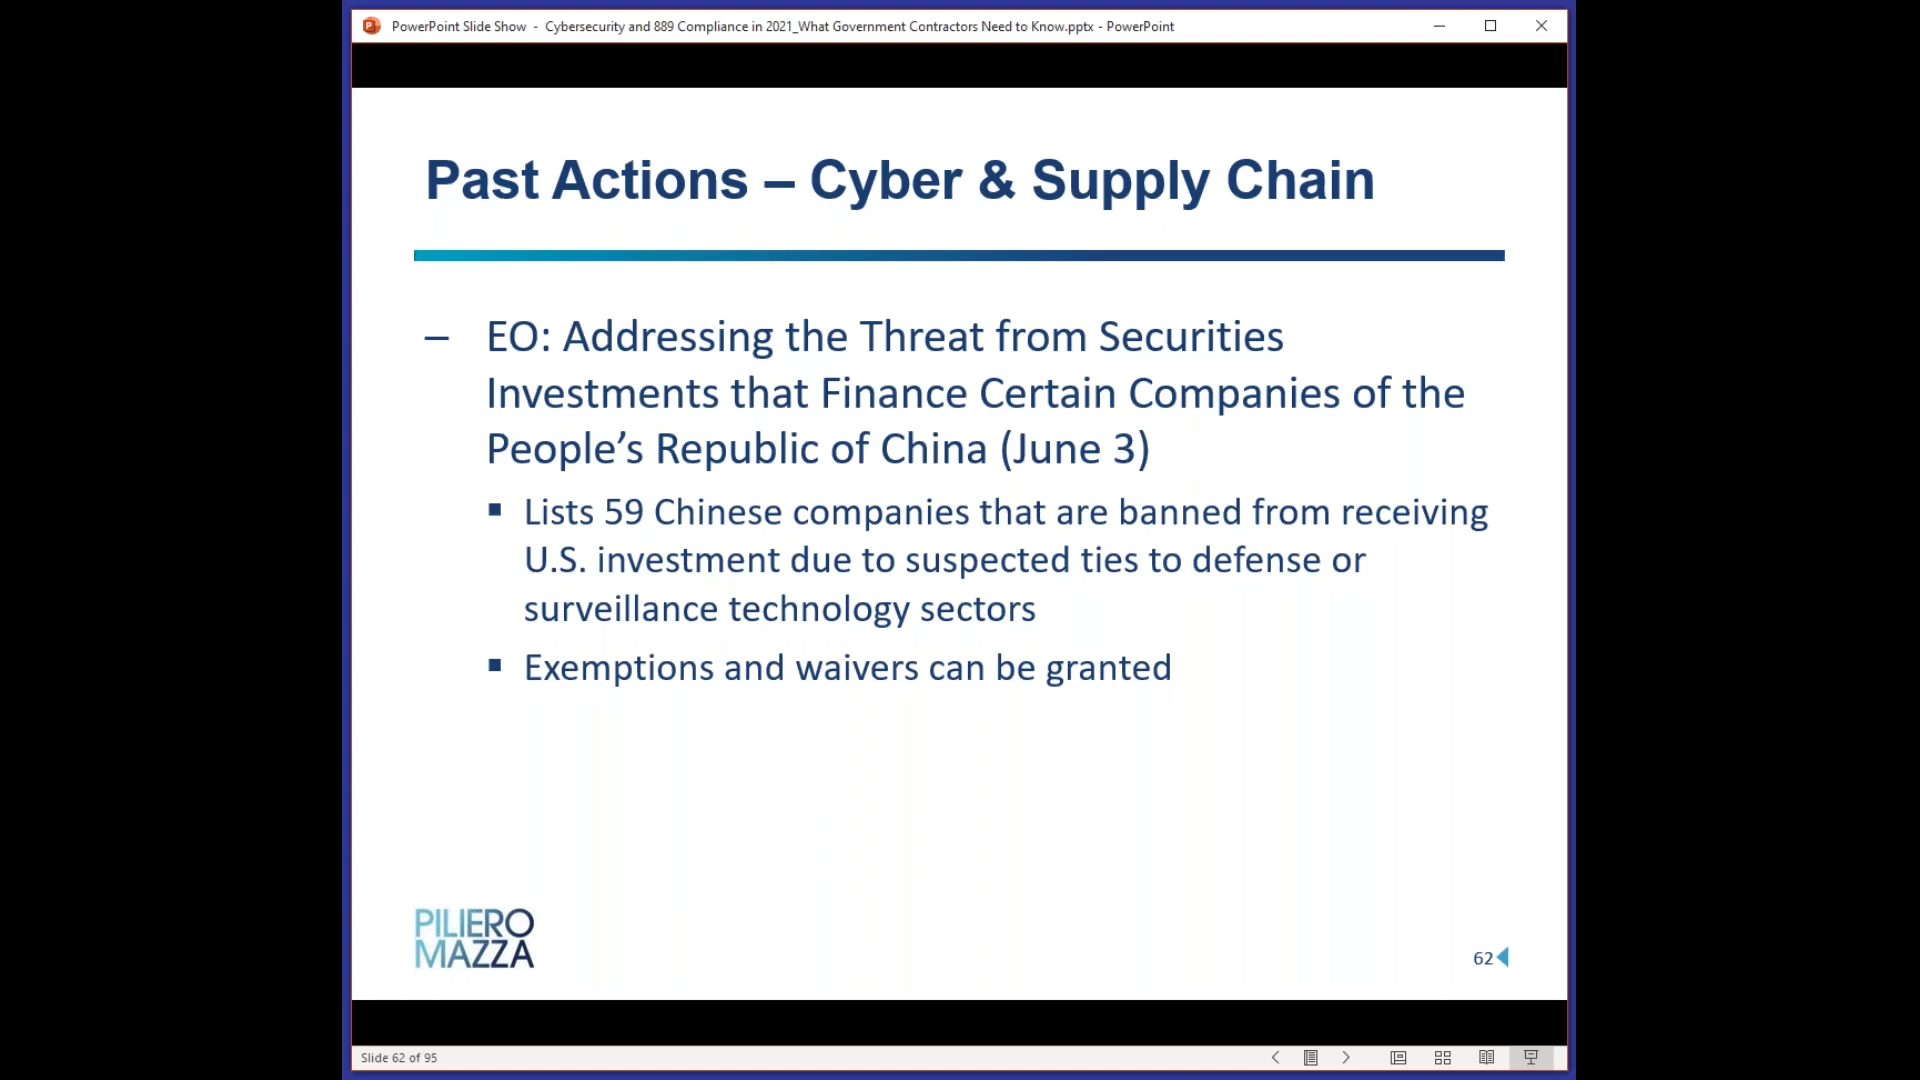 PowerPoint Slide Show - Cybersecurity and 889 Compliance in 2021_What Government Contractors Need to Know.pptx - PowerPoint
Past Actions – Cyber & Supply Chain
– EO: Addressing the Threat from Securities
Investments that Finance Certain Companies of the
People’s Republic of China (June 3)
▪ Lists 59 Chinese companies that are banned from receiving
U.S. investment due to suspected ties to defense or
surveillance technology sectors
▪ Exemptions and waivers can be granted
PILIERO
MAZZA
62
Slide 62 of 95